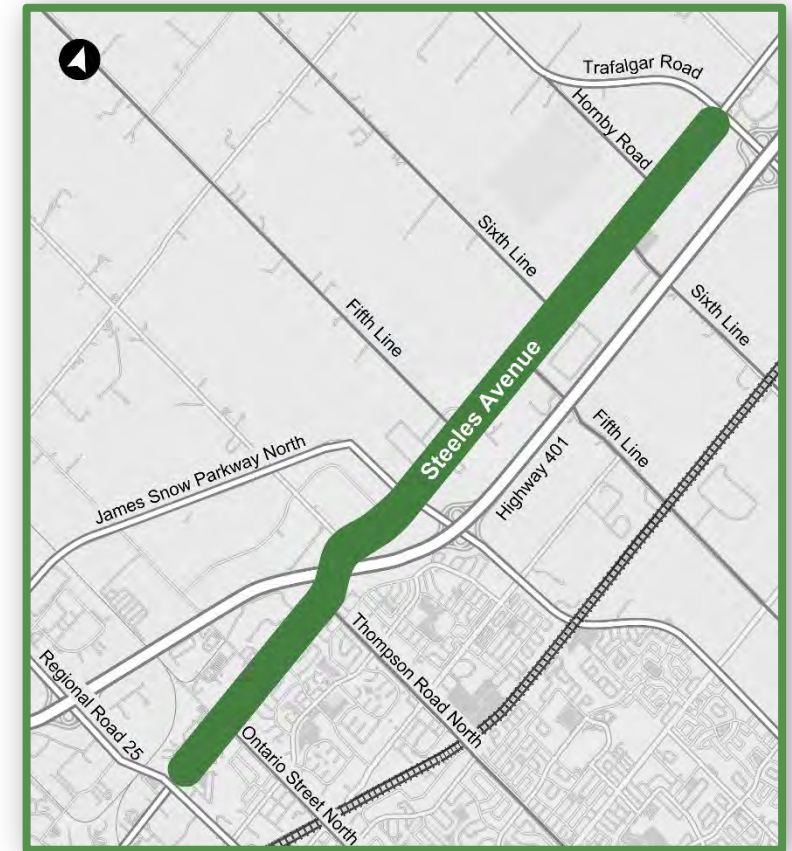 Trafalgar Road
Hornby Road
Sixth Line
Sixth Line
Fifth Line
Steeles Avenue
Fifth Line
Highway 401
James Snow Parkway North
Thompson Road North
Regional Road 25
Ontario Street North